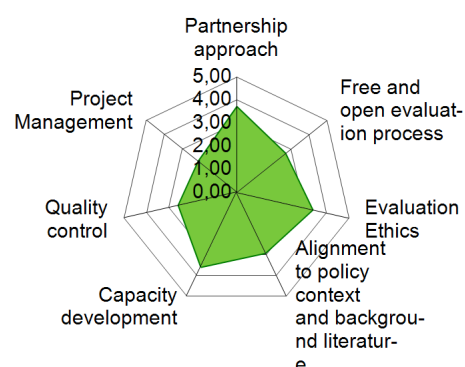 Partnership
approach
5,00
4,00
3,00
2,00
1,00
0,00
Free and
open evaluat-
ion process
Evaluation
Ethics
Alignment
to policy
context
and backgrou-
nd literatur-
e
Capacity
development
Quality
control
Project
Management